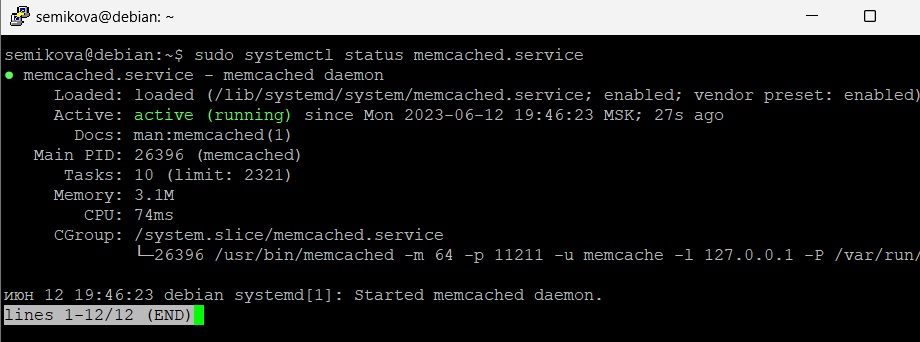 semikova@debian: ~
semikova@debian:~$ sudo systemctl status memcached.service
● memcached.service - memcached daemon
     Loaded: loaded (/lib/systemd/system/memcached.service; enabled; vendor preset: enabled)
     Active: active (running) since Mon 2023-06-12 19:46:23 MSK; 27s ago
       Docs: man:memcached(1)
   Main PID: 26396 (memcached)
      Tasks: 10 (limit: 2321)
     Memory: 3.1M
        CPU: 74ms
     CGroup: /system.slice/memcached.service
             └─26396 /usr/bin/memcached -m 64 -p 11211 -u memcache -l 127.0.0.1 -P /var/run/
июн 12 19:46:23 debian systemd[1]: Started memcached daemon.
lines 1-12/12 (END)